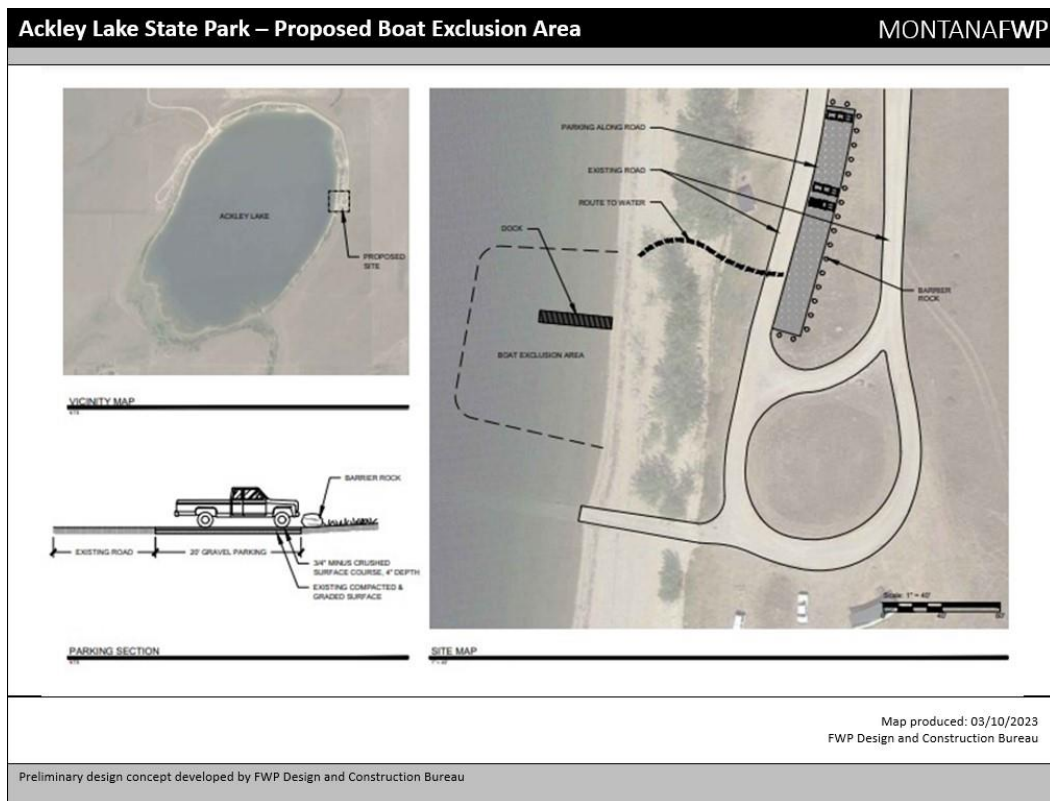 Ackley Lake State Park – Proposed Boat Exclusion Area
MONTANAFWP
ACKLEY LAKE
PROPOSED
SITE
VICINITY MAP
NTS
BARRIER ROCK
EXISTING ROAD
20' GRAVEL PARKING
3/4" MINUS CRUSHED
SURFACE COURSE, 4" DEPTH
EXISTING COMPACTED &
GRADED SURFACE
PARKING SECTION
NTS
PARKING ALONG ROAD
EXISTING ROAD
ROUTE TO WATER
DOCK
BOAT EXCLUSION AREA
BARRIER
ROCK
Scale: 1" = 40'
40'
SITE MAP
1" = 40'
Map produced: 03/10/2023
FWP Design and Construction Bureau
Preliminary design concept developed by FWP Design and Construction Bureau